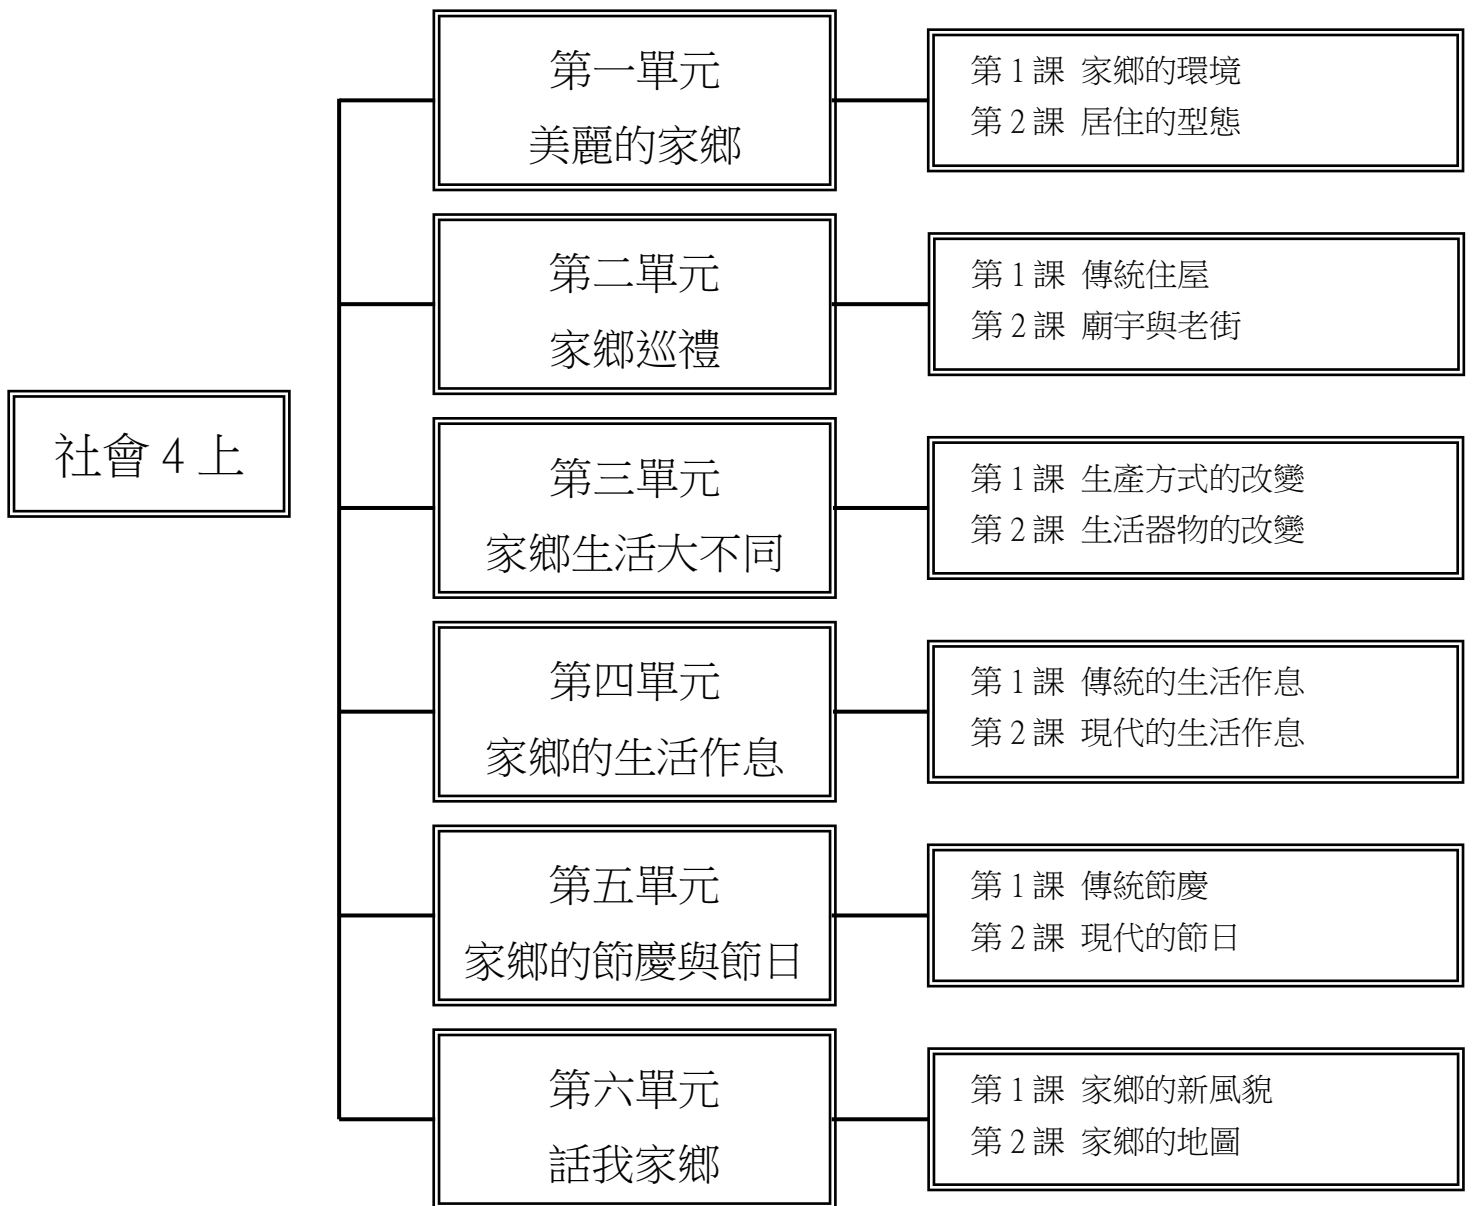 社會 4 上
第一單元
美麗的家鄉
第 1 課 家鄉的環境
第 2 課 居住的型態
第二單元
家鄉巡禮
第 1 課 傳統住屋
第 2 課 廟宇與老街
第三單元
家鄉生活大不同
第 1 課 生產方式的改變
第 2 課 生活器物的改變
第四單元
家鄉的生活作息
第 1 課 傳統的生活作息
第 2 課 現代的生活作息
第五單元
家鄉的節慶與節日
第 1 課 傳統節慶
第 2 課 現代的節日
第六單元
話我家鄉
第 1 課 家鄉的新風貌
第 2 課 家鄉的地圖